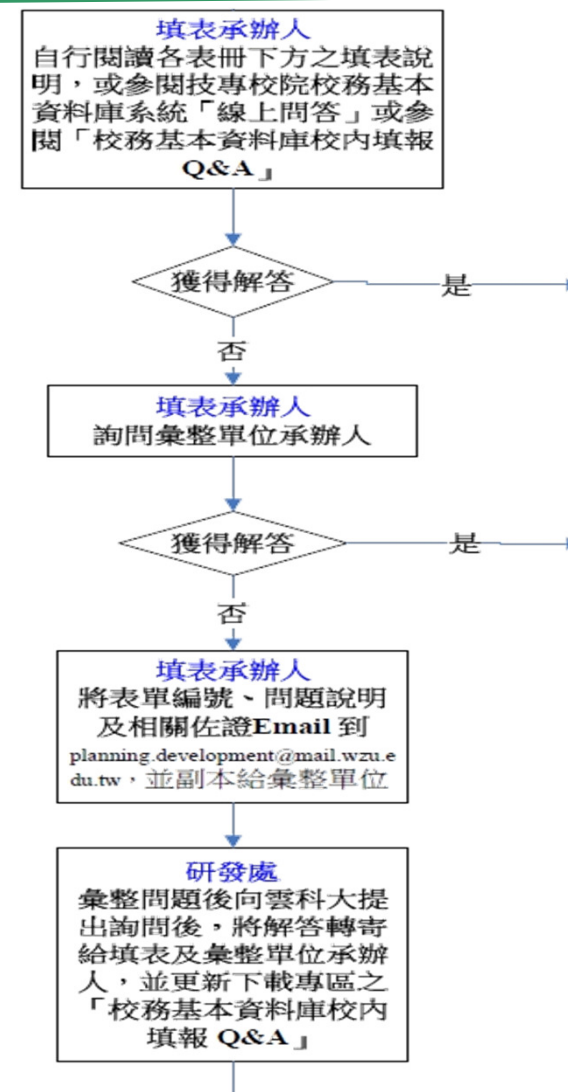 填表承辦人
自行閱讀各表冊下方之填表說
明，或參閱技專校院校務基本
資料庫系統「線上問答」或參
閱「校務基本資料庫校內填報
Q&A」
獲得解答
是
否
填表承辦人
詢問彙整單位承辦人
獲得解答
是
否
填表承辦人
將表單編號、問題說明
及相關佐證Email 到
planning.development@mail.wzu.e
du.tw，並副本給彙整單位
研發處
彙整問題後向雲科大提
出詢問後，將解答轉寄
給填表及彙整單位承辦
人，並更新下載專區之
「校務基本資料庫校內
填報 Q&A」